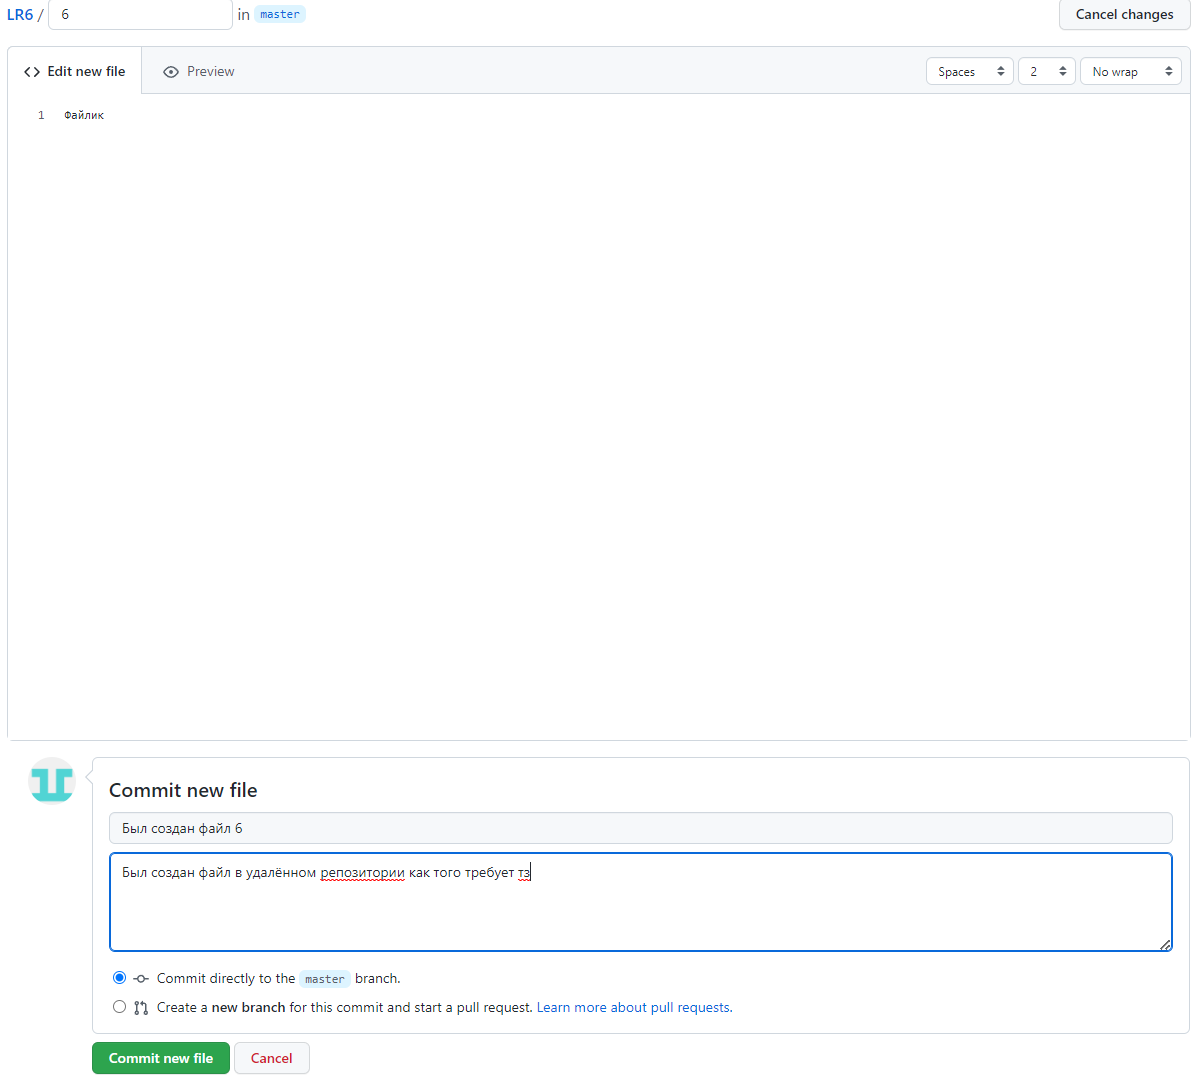 LR6 / 6 in master Cancel changes
Edit new file Preview Spaces 2 No wrap
1 Файлик
Commit new file
Был создан файл 6
Был создан файл в удалённом репозитории как того требует тз
Commit directly to the master branch.
Create a new branch for this commit and start a pull request. Learn more about pull requests.
Commit new file Cancel